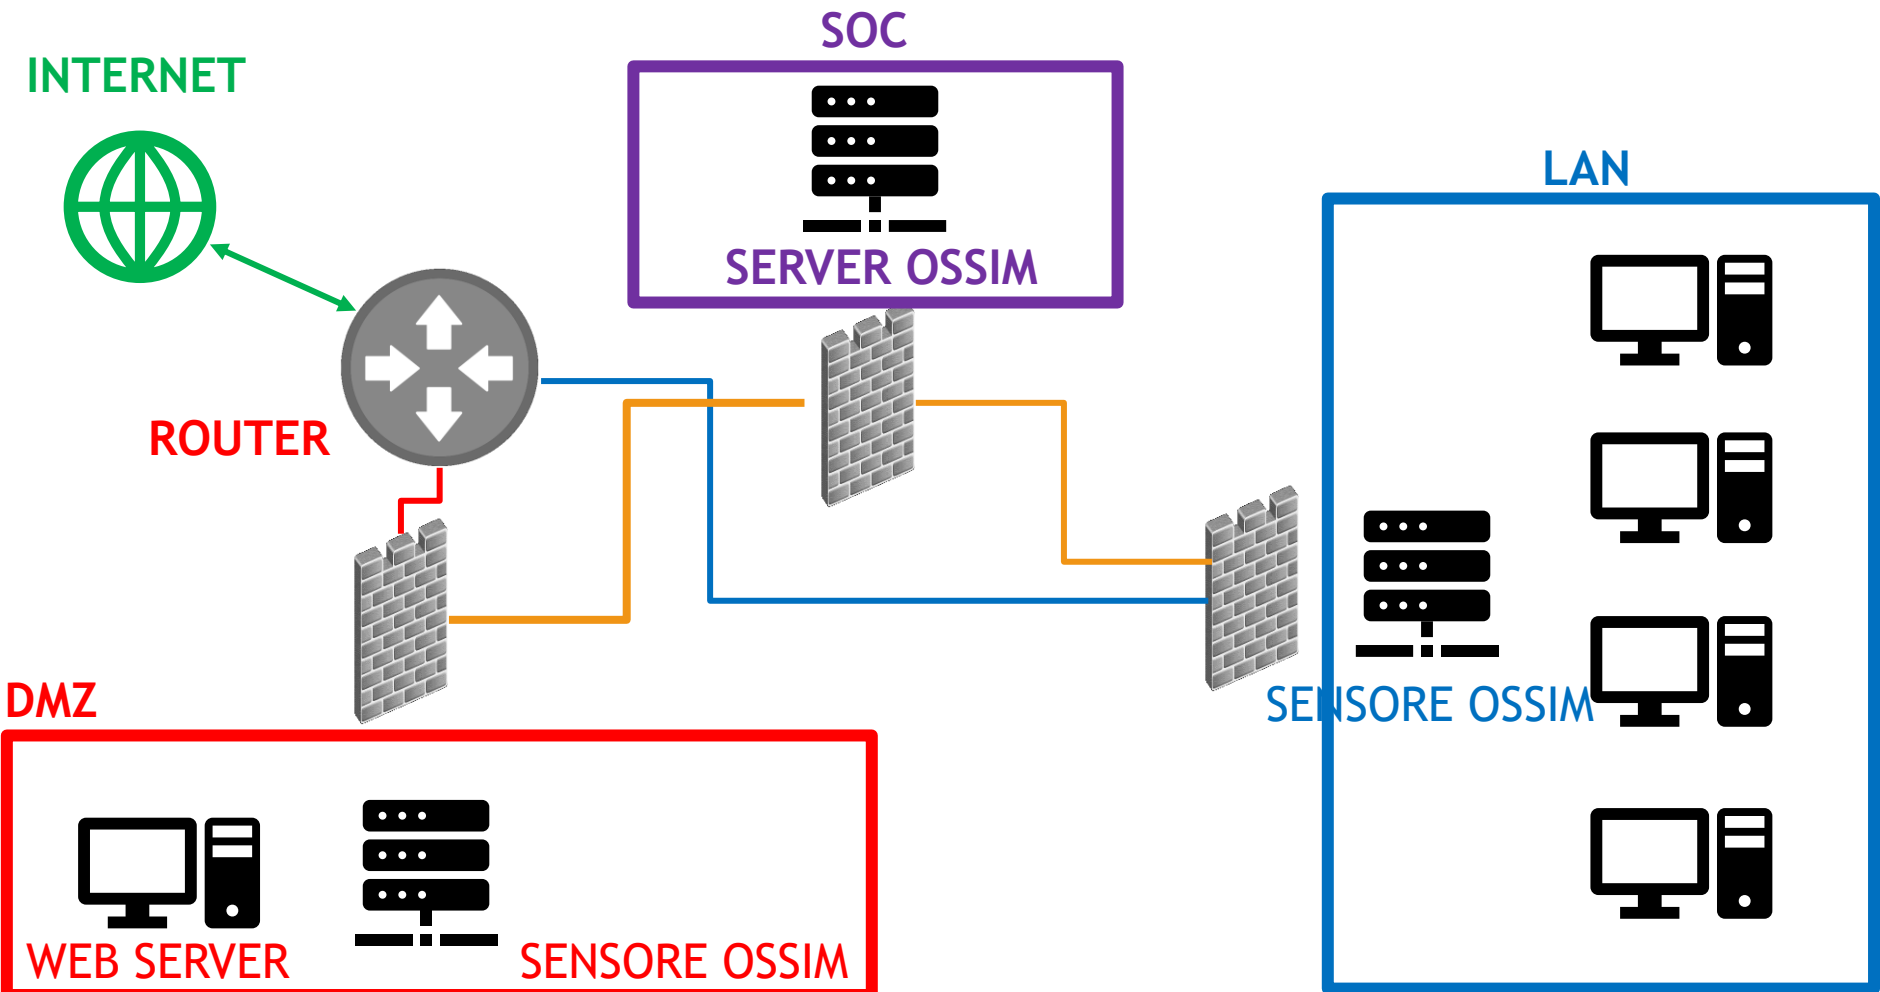 SOC
INTERNET
LAN
SERVER OSSIM
ROUTER
DMZ
SENSORE OSSIM
WEB SERVER
SENSORE OSSIM